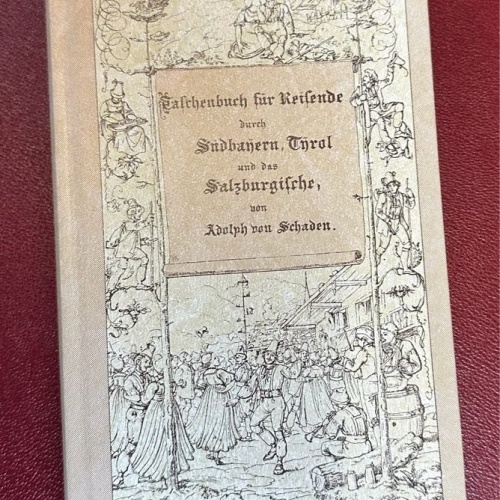 Taschenbuch für Reisende
durch
Südbayern, Tyrol
und das
Salzburgische,
von
Adolph von Schaden.